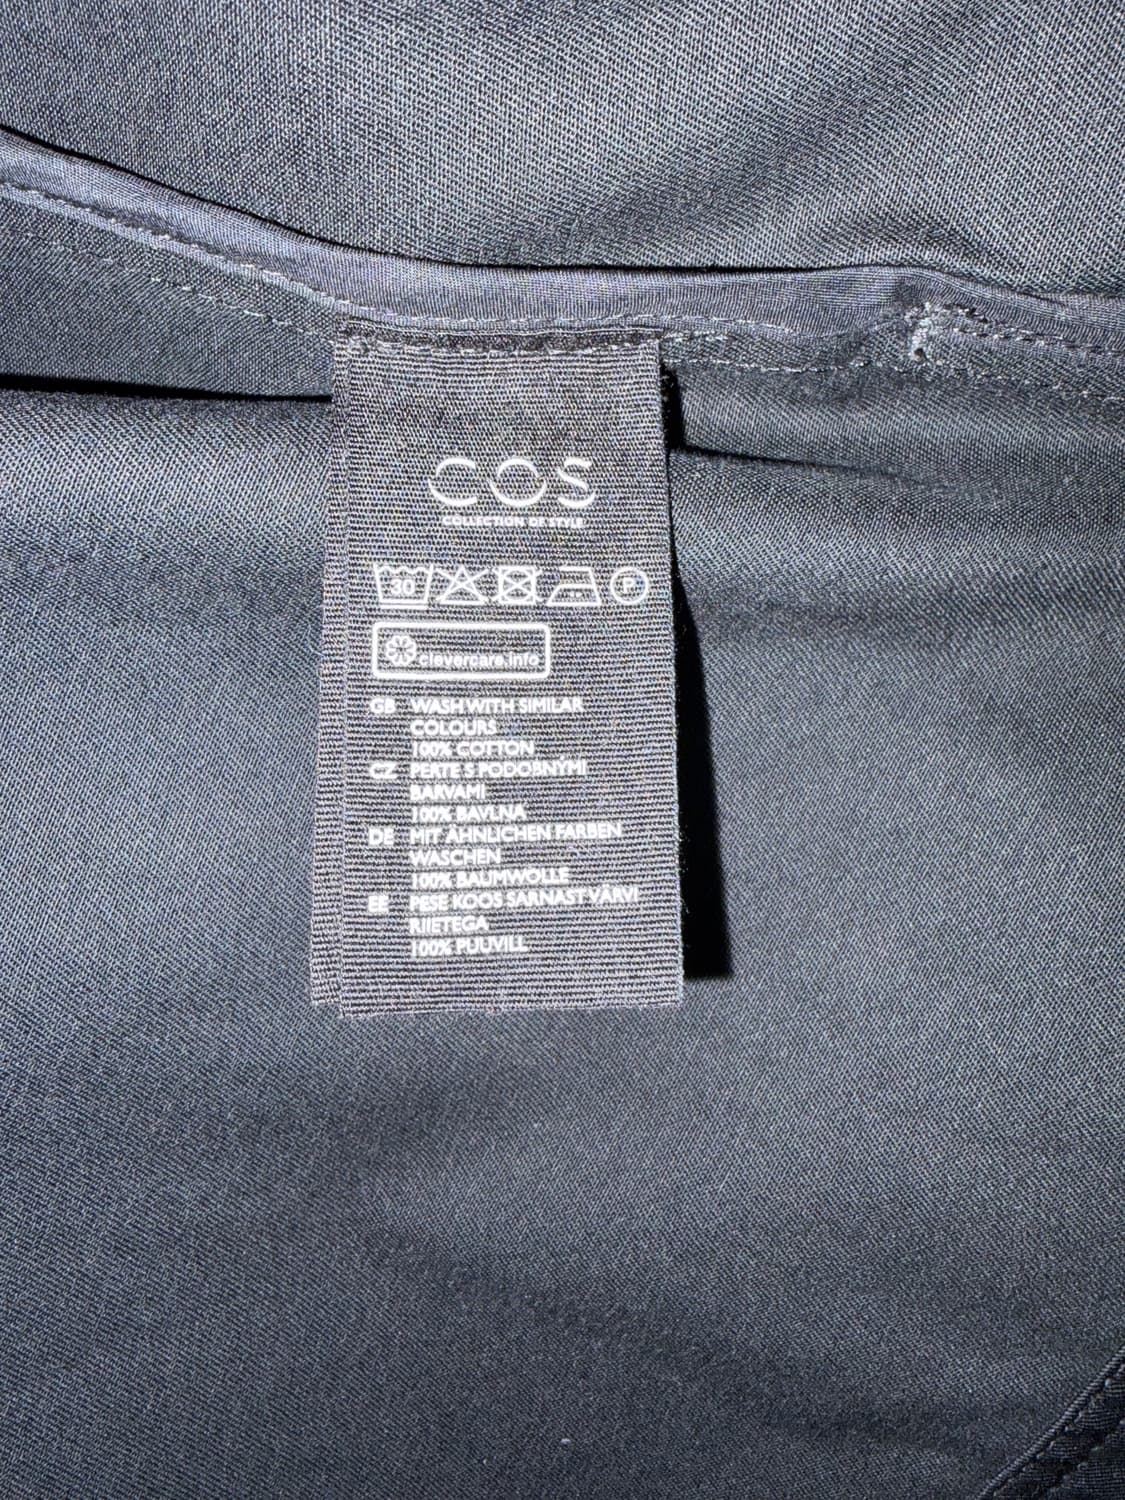 COS
COLLECTION OF STYLE
30 P
clevercare.info
GB WASH WITH SIMILAR
COLOURS
100% COTTON
CZ PERTE S PODOBNÝMI
BARVAMI
100% BAVLNA
DE MIT ÄHNLICHEN FARBEN
WASCHEN
100% BAUMWOLLE
EE PESE KOOS SARNAST VÄRVI
RIIETEGA
100% PUUVILL